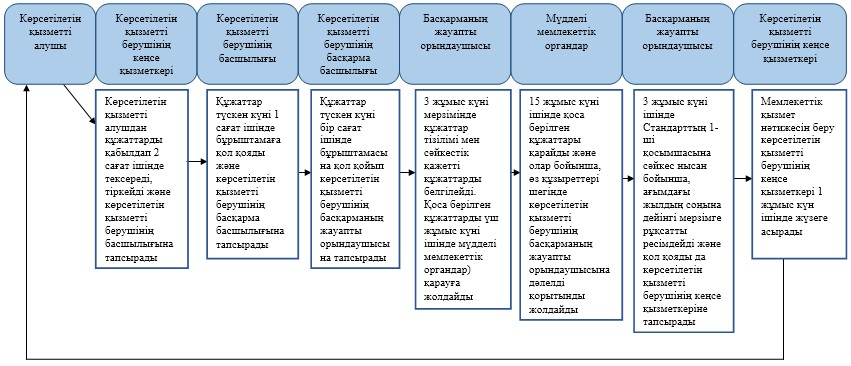 Көрсетілетін
қызметті
алушы
Көрсетілетін
қызметті
берушінің
кеңсе
қызметкері
Көрсетілетін
қызметті
берушінің
басшылығы
Көрсетілетін
қызметті
берушінің
басқарма
басшылығы
Басқарманың
жауапты
орындаушысы
Мүдделі
мемлекеттік
органдар
Басқарманың
жауапты
орындаушысы
Көрсетілетін
қызметті
берушінің кеңсе
қызметкері
Көрсетілетін
қызметті
алушдан
құжаттарды
қабылдап 2
сағат ішінде
тексереді,
тіркейді және
көрсетілетін
қызметті
берушінің
басшылығына
тапсырады
Құжаттар
түскен күні 1
сағат ішінде
бұрыштамаға
қол қояды
және
көрсетілетін
қызметті
берушінің
басқарма
басшылығына
тапсырады
Құжаттар
түскен күні
бір сағат
ішінде
бұрыштамасы
на қол қойып
көрсетілетін
қызметті
берушінің
басқарманың
жауапты
орындаушысы
на тапсырады
3 жұмыс күні
мерзімінде
құжаттар
тізілімі мен
сәйкестік
қажетті
құжаттарды
белгілейді.
Қоса берілген
құжаттарды үш
жұмыс күні
ішінде мүдделі
мемлекеттік
органдар)
қарауға
жолдайды
15 жұмыс күні
ішінде қоса
берілген
құжаттары
қарайды және
олар бойынша,
өз құзыреттері
шегінде
көрсетілетін
қызметті
берушінің
басқарманың
жауапты
орындаушысына
дәлелді
қорытынды
жолдайды
3 жұмыс күні
ішінде
Стандарттың 1-
ші
қосымшасына
сәйкес нысан
бойынша,
ағымдағы
жылдың соңына
дейінгі мерзімге
рұқсатты
ресімдейді және
қол қояды да
көрсетілетін
қызметті
берушінің кеңсе
қызметкеріне
тапсырады
Мемлекеттік
қызмет
нәтижесін беру
көрсетілетін
қызметті
берушінің
кеңсе
қызметкері 1
жұмыс күн
ішінде жүзеге
асырады